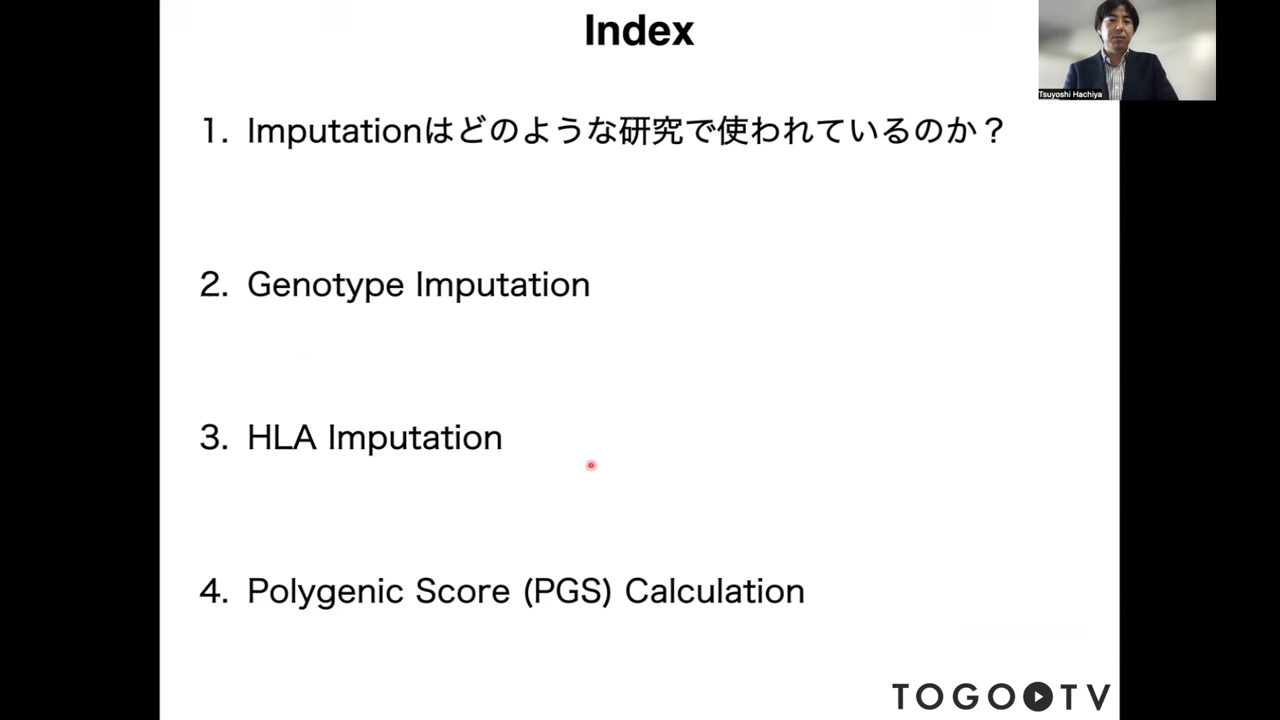 Index
Tsuyoshi Hachiya
1. Imputationはどのような研究で使われているのか？
2. Genotype Imputation
3. HLA Imputation
4. Polygenic Score (PGS) Calculation
TOGO TV